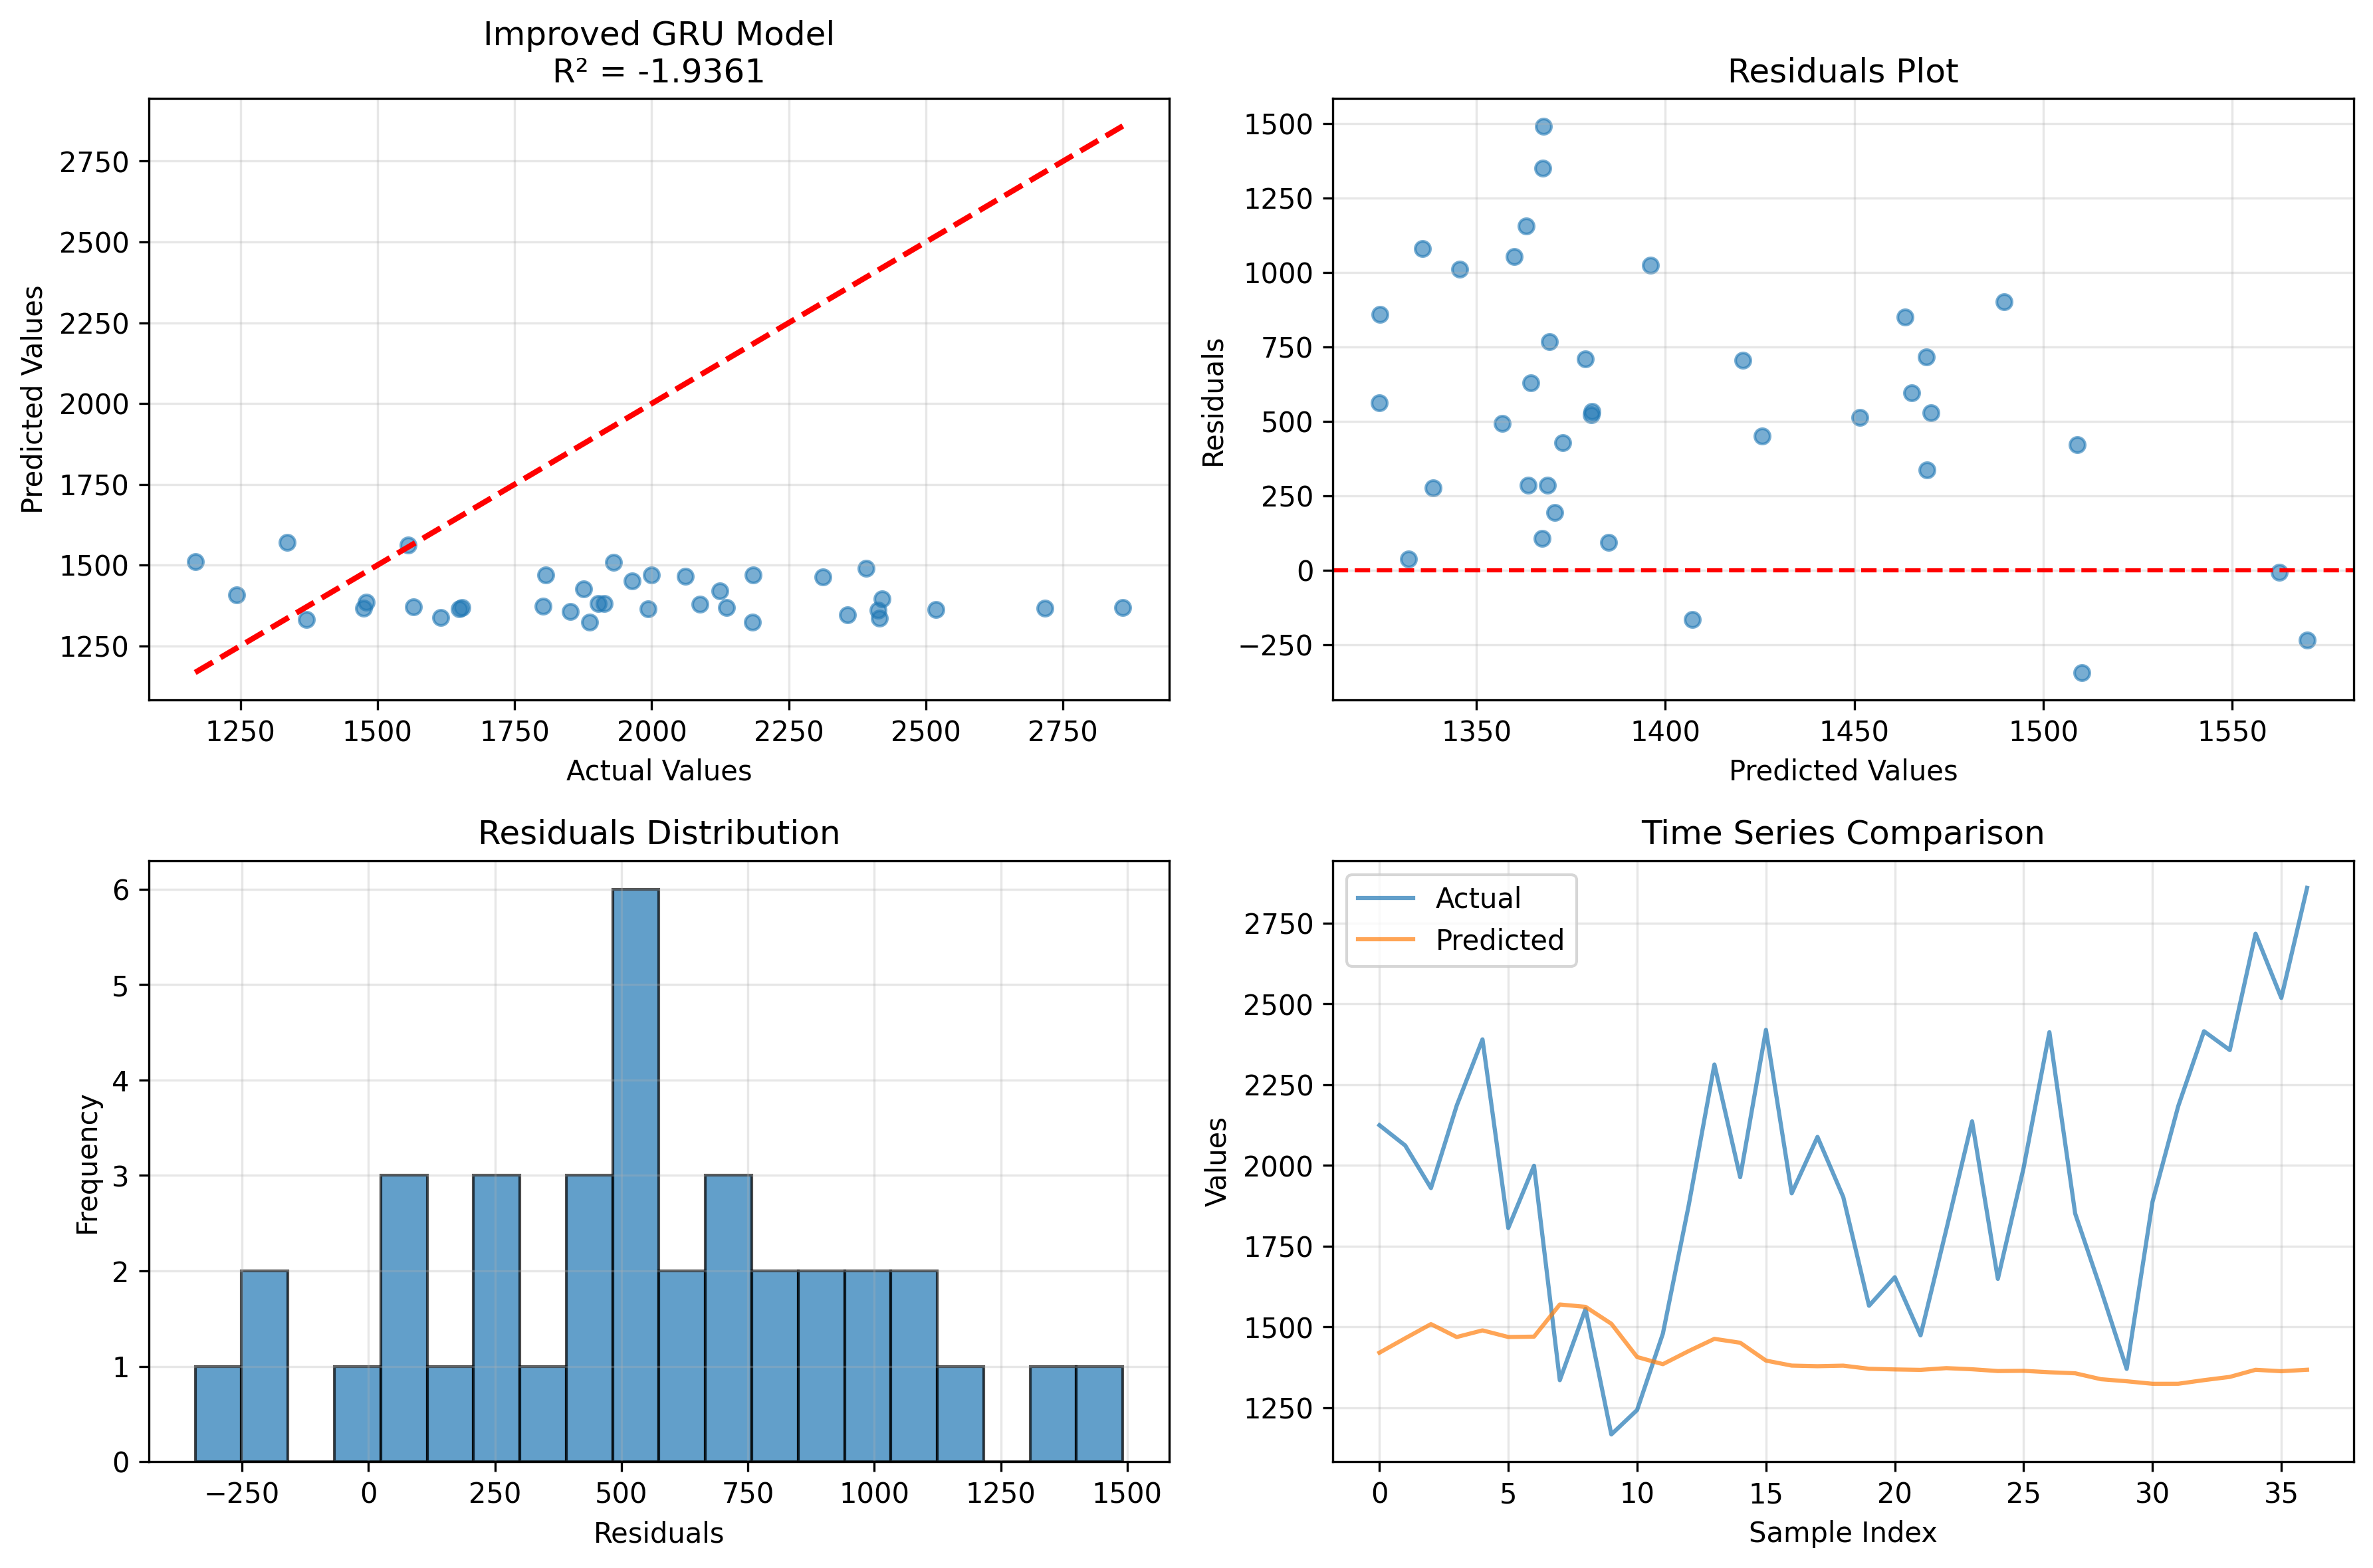 Improved GRU Model
R² = -1.9361
Predicted Values
2750
2500
2250
2000
1750
1500
1250
1250 1500 1750 2000 2250 2500 2750
Actual Values
Residuals Plot
Residuals
1500
1250
1000
750
500
250
0
−250
1350 1400 1450 1500 1550
Predicted Values
Residuals Distribution
Frequency
6
5
4
3
2
1
0
−250 0 250 500 750 1000 1250 1500
Residuals
Time Series Comparison
Actual
Predicted
Values
2750
2500
2250
2000
1750
1500
1250
0 5 10 15 20 25 30 35
Sample Index